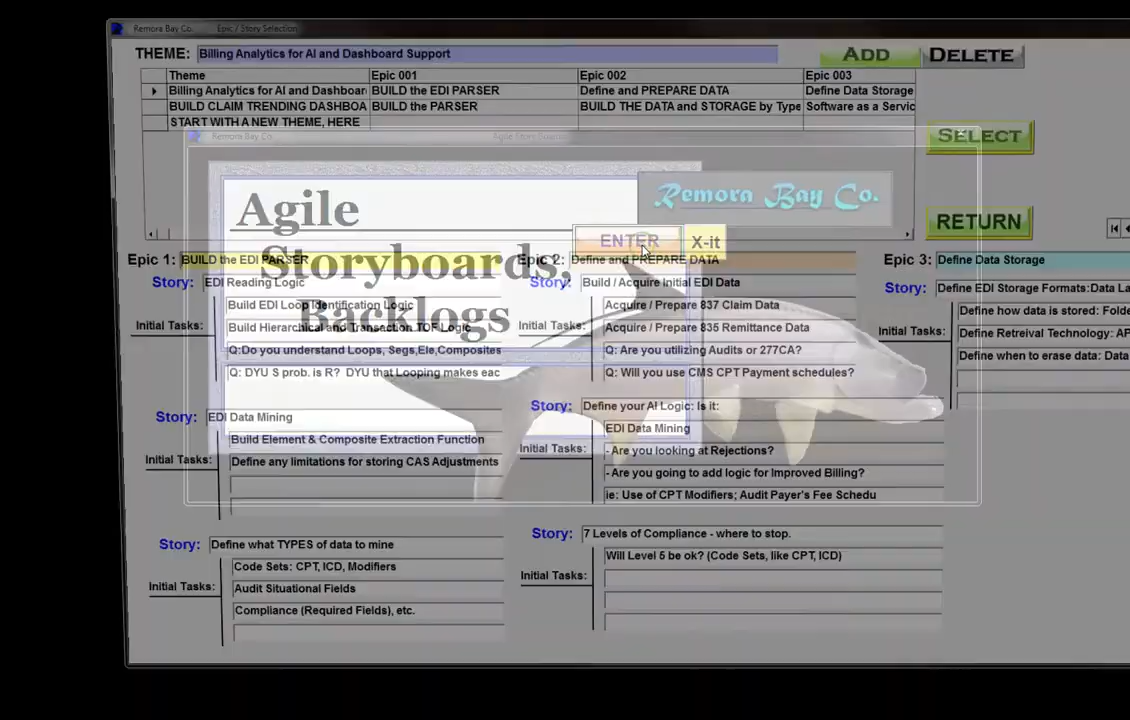 Remora Bay Co. Epic / Story Selection
THEME: Billing Analytics for AI and Dashboard Support
ADD DELETE
Theme Epic 001 Epic 002 Epic 003
Billing Analytics for AI and Dashboar BUILD the EDI PARSER Define and PREPARE DATA Define Data Storage
BUILD CLAIM TRENDING DASHBOA BUILD the PARSER BUILD THE DATA and STORAGE by Type Software as a Servic
START WITH A NEW THEME, HERE
Remora Bay Co. Agile Story
SELECT
Remora Bay Co.
Agile
Storyboards,
Backlogs
ENTER X-it
RETURN
Epic 1: BUILD the EDI PARSER
Story: EDI Reading Logic
Build EDI Loop Identification Logic
Initial Tasks: Build Hierarchical and Transaction TOF Logic
Q:Do you understand Loops, Segs,Ele,Composites
Q: DYU S prob. is R? DYU that Looping makes eac
Story: EDI Data Mining
Build Element & Composite Extraction Function
Initial Tasks: Define any limitations for storing CAS Adjustments
Story: Define what TYPES of data to mine
Code Sets: CPT, ICD, Modifiers
Initial Tasks: Audit Situational Fields
Compliance (Required Fields), etc.
Epic 2: Define and PREPARE DATA
Story: Build / Acquire Initial EDI Data
Acquire / Prepare 837 Claim Data
Initial Tasks: Acquire / Prepare 835 Remittance Data
Q: Are you utilizing Audits or 277CA?
Q: Will you use CMS CPT Payment schedules?
Story: Define your AI Logic: Is it:
EDI Data Mining
Initial Tasks: - Are you looking at Rejections?
- Are you going to add logic for Improved Billing?
ie: Use of CPT Modifiers; Audit Payer's Fee Schedu
Story: 7 Levels of Compliance - where to stop.
Will Level 5 be ok? (Code Sets, like CPT, ICD)
Initial Tasks:
Epic 3: Define Data Storage
Story: Define EDI Storage Formats:Data La
Define how data is stored: Folde
Initial Tasks: Define Retreival Technology: AP
Define when to erase data: Data